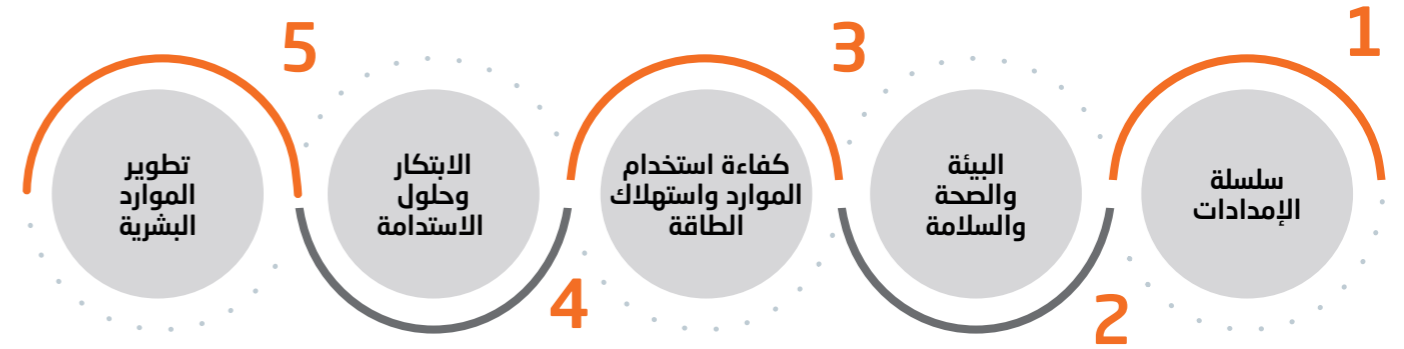 1
سلسلة
الإمدادات
2
البيئة
والصحة
والسلامة
3
كفاءة استخدام
الموارد واستهلاك
الطاقة
4
الابتكار
وحلول
الاستدامة
5
تطوير
الموارد
البشرية